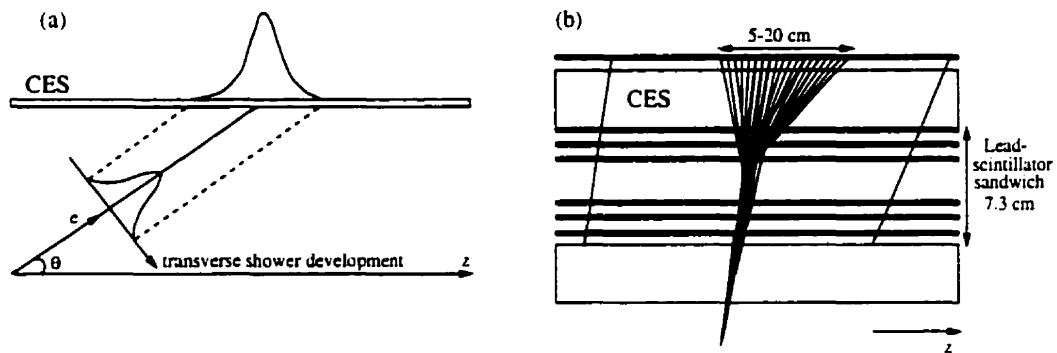 (a)
CES
e
θ
transverse shower development
z
(b)
5-20 cm
CES
Lead-
scintillator
sandwich
7.3 cm
z